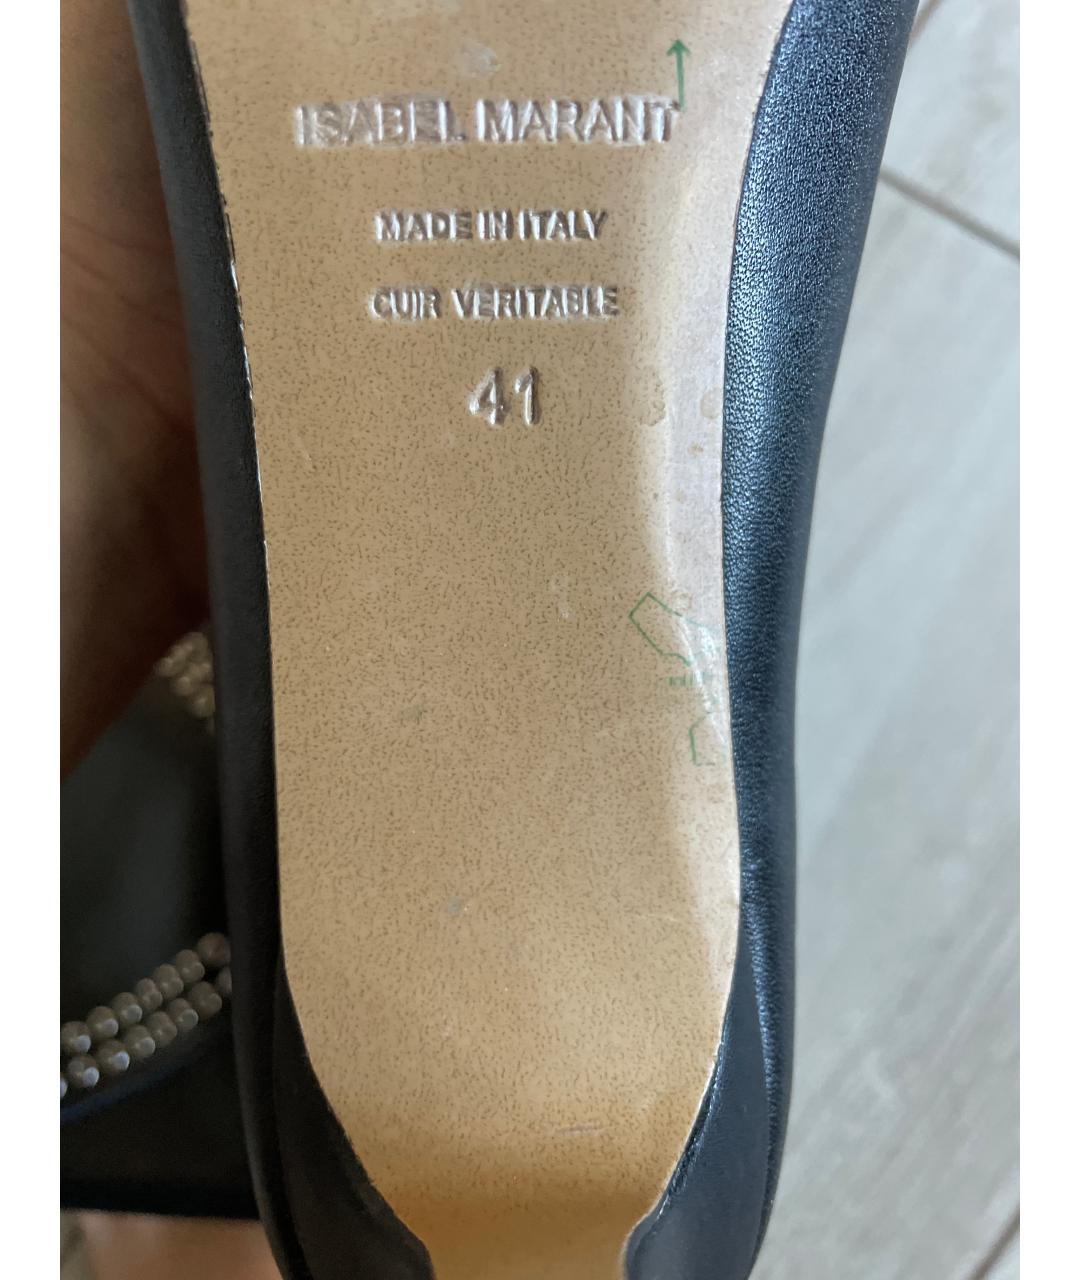 ISABEL MARANT
MADE IN ITALY
CUIR VERITABLE
41